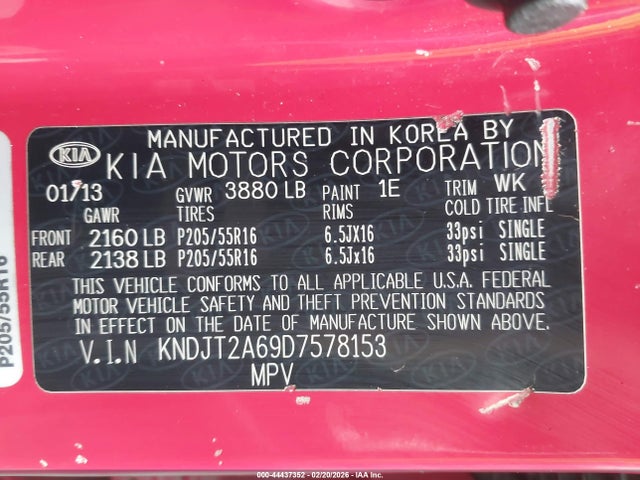 KIA
MANUFACTURED IN KOREA BY
KIA MOTORS CORPORATION
01/13 GVWR 3880 LB PAINT 1E TRIM WK
GAWR TIRES RIMS COLD TIRE INFL
FRONT 2160 LB P205/55R16 6.5JX16 33psi SINGLE
REAR 2138 LB P205/55R16 6.5Jx16 33psi SINGLE
THIS VEHICLE CONFORMS TO ALL APPLICABLE U.S.A. FEDERAL
MOTOR VEHICLE SAFETY AND THEFT PREVENTION STANDARDS
IN EFFECT ON THE DATE OF MANUFACTURE SHOWN ABOVE.
V.I.N KNDJT2A69D7578153
MPV
P205/55R16
000-44437352 - 02/20/2026 - IAA Inc.